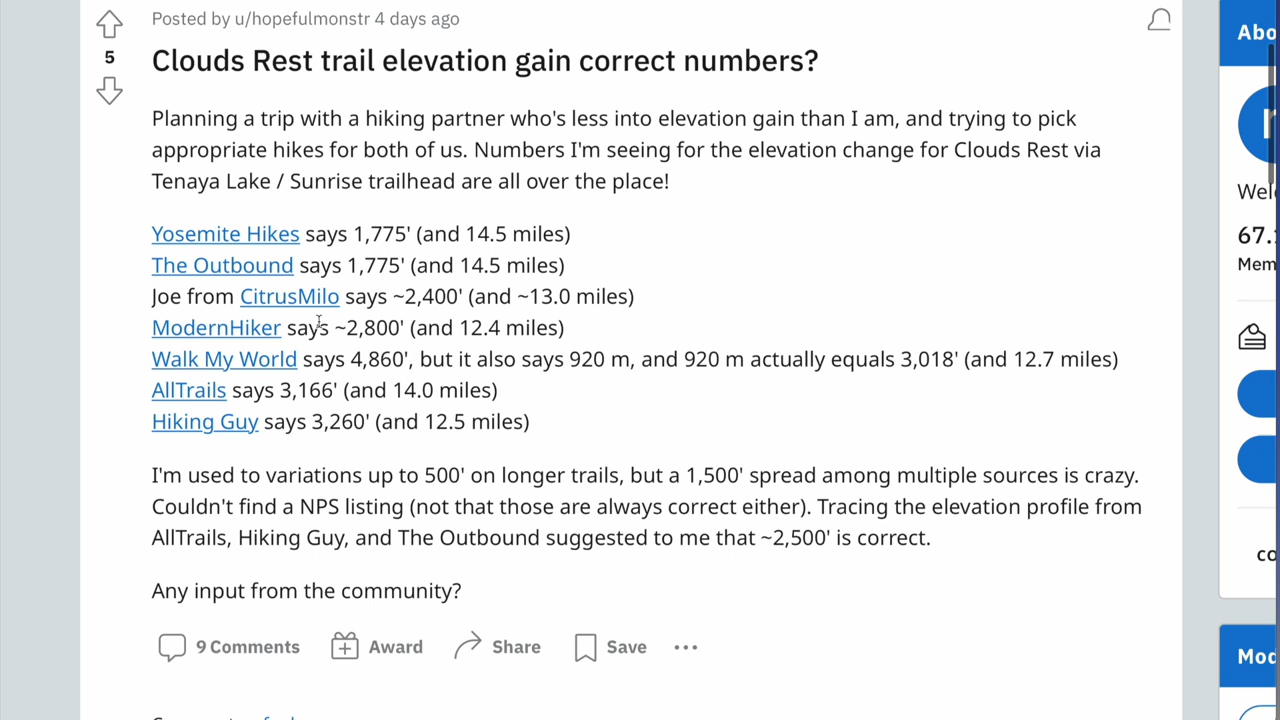 Posted by u/hopefulmonstr 4 days ago
5
Clouds Rest trail elevation gain correct numbers?
Planning a trip with a hiking partner who's less into elevation gain than I am, and trying to pick
appropriate hikes for both of us. Numbers I'm seeing for the elevation change for Clouds Rest via
Tenaya Lake / Sunrise trailhead are all over the place!
Yosemite Hikes says 1,775' (and 14.5 miles)
The Outbound says 1,775' (and 14.5 miles)
Joe from CitrusMilo says ~2,400' (and ~13.0 miles)
ModernHiker says ~2,800' (and 12.4 miles)
Walk My World says 4,860', but it also says 920 m, and 920 m actually equals 3,018' (and 12.7 miles)
AllTrails says 3,166' (and 14.0 miles)
Hiking Guy says 3,260' (and 12.5 miles)
I'm used to variations up to 500' on longer trails, but a 1,500' spread among multiple sources is crazy.
Couldn't find a NPS listing (not that those are always correct either). Tracing the elevation profile from
AllTrails, Hiking Guy, and The Outbound suggested to me that ~2,500' is correct.
Any input from the community?
9 Comments Award Share Save
Abo
Wel
67.
Mem
co
Mod